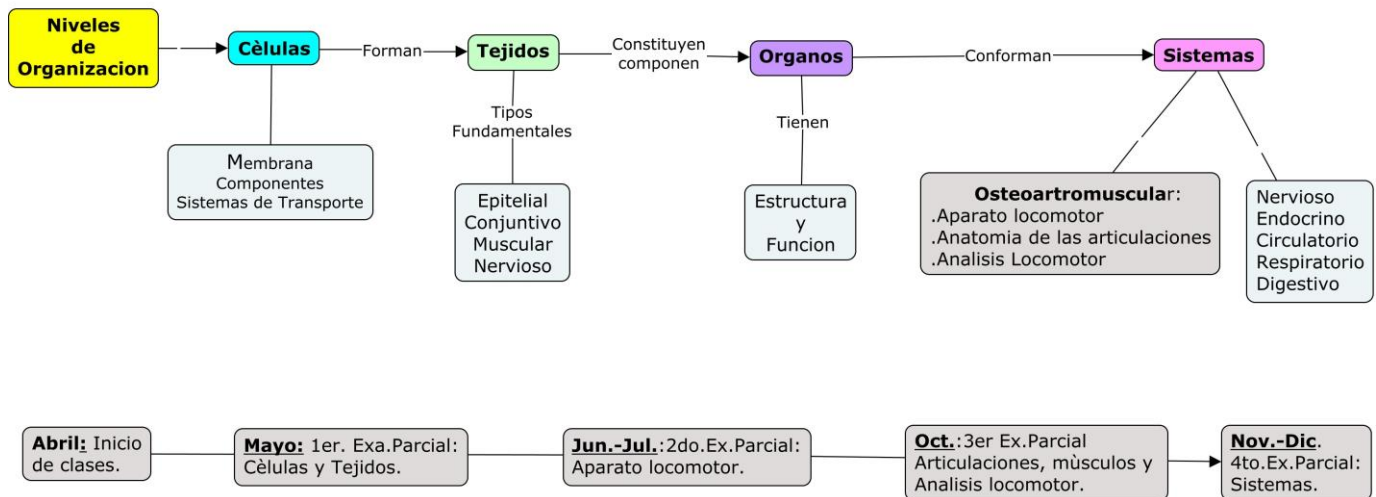 Niveles
de
Organizacion
Cèlulas
Forman
Tejidos
Constituyen
componen
Organos
Conforman
Sistemas
Membrana
Componentes
Sistemas de Transporte
Tipos
Fundamentales
Epitelial
Conjuntivo
Muscular
Nervioso
Tienen
Estructura
y
Funcion
Osteoartromuscular:
.Aparato locomotor
.Anatomia de las articulaciones
.Analisis Locomotor
Nervioso
Endocrino
Circulatorio
Respiratorio
Digestivo
Abril: Inicio
de clases.
Mayo: 1er. Exa.Parcial:
Cèlulas y Tejidos.
Jun.-Jul.:2do.Ex.Parcial:
Aparato locomotor.
Oct.:3er Ex.Parcial
Articulaciones, mùsculos y
Analisis locomotor.
Nov.-Dic.
4to.Ex.Parcial:
Sistemas.